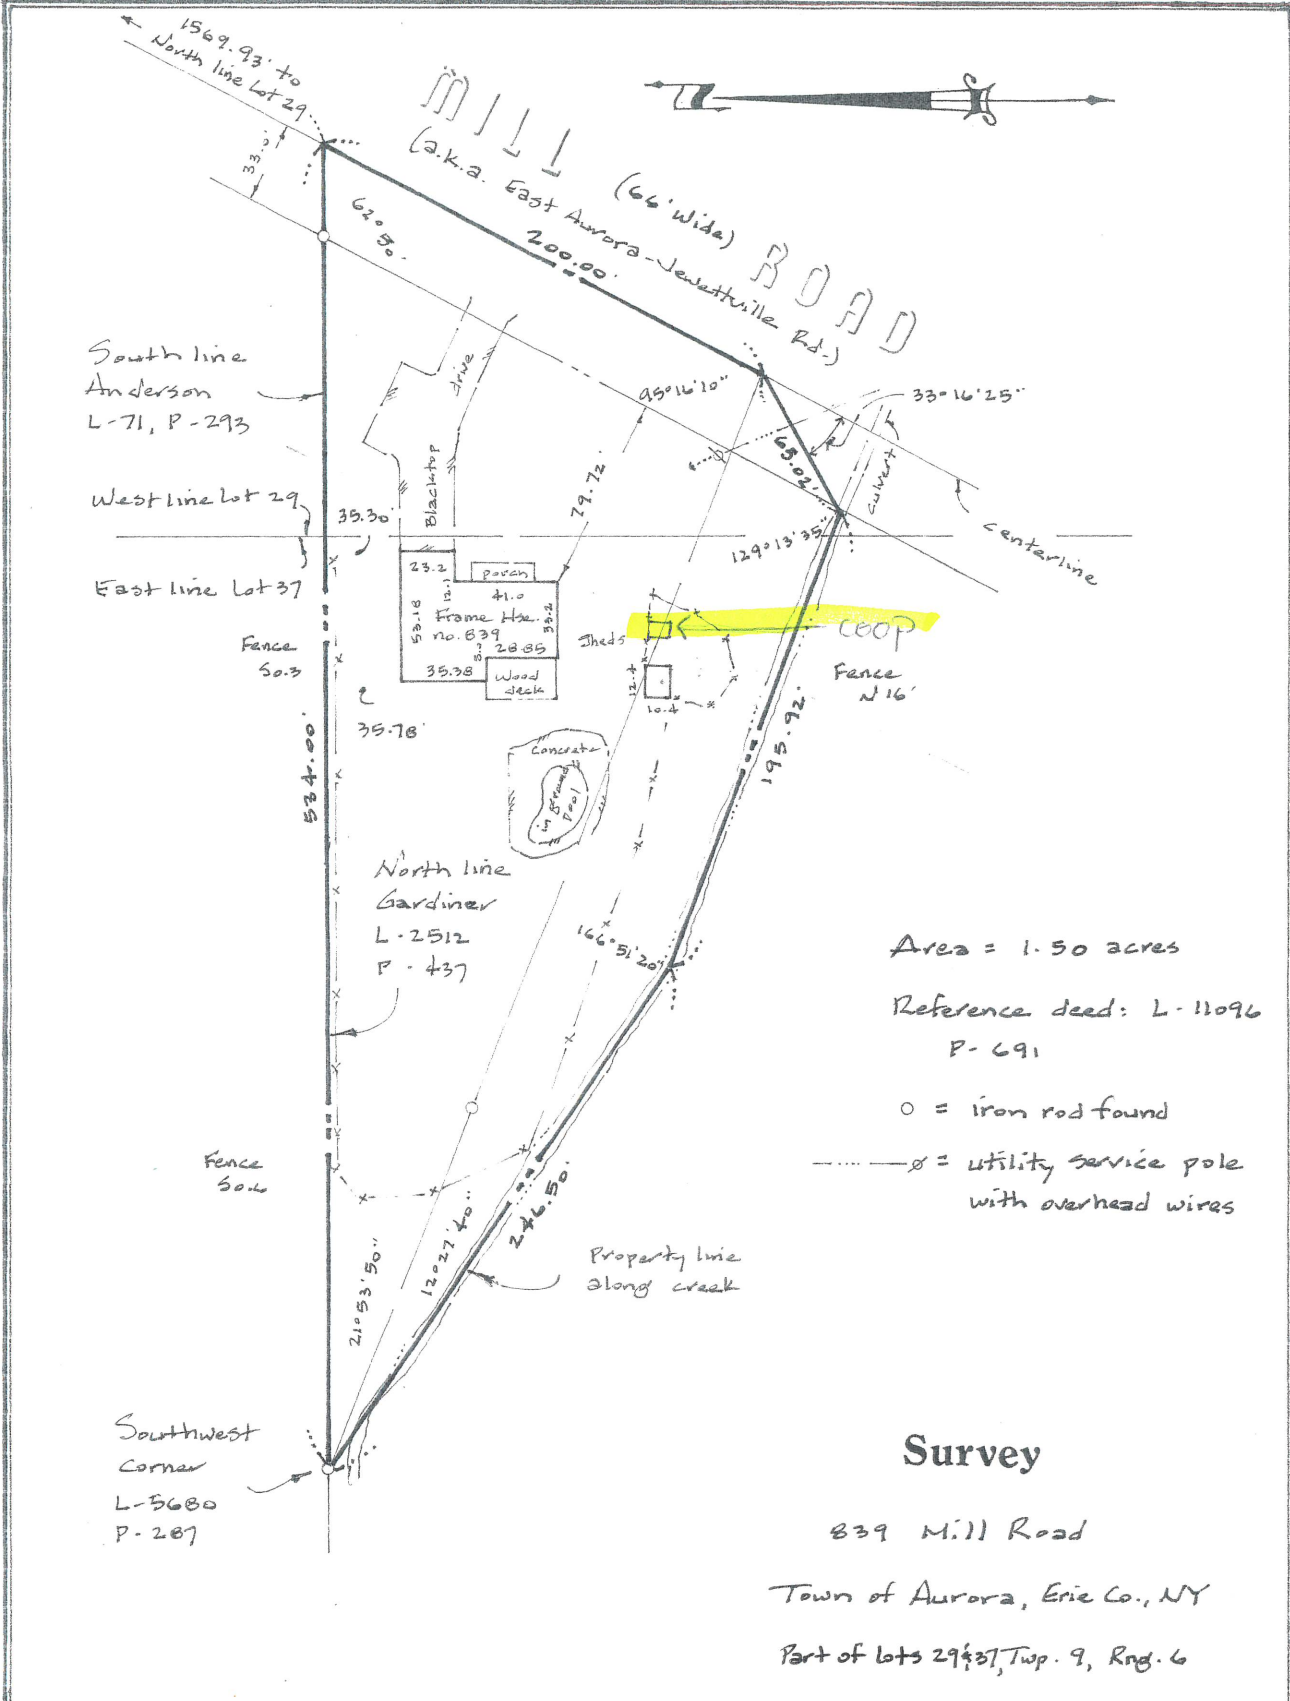 1569.93' to
North line Lot 29
33.0'
MILL ROAD
(66' wide)
(a.k.a. East Aurora-Jewettville Rd.)
62°50'
200.00'
South line
Anderson
L-71, P-293
drive
Blacktop
95°16'10"
33°16'25"
65.02'
culvert
centerline
79.72'
West line Lot 29
35.30'
129°13'35"
East line Lot 37
23.2
porch
12.1
41.0
53.18
Frame Hse.
no. 839
33.2
28.85
35.38
Wood
deck
Sheds
COOP
12.4
10.4
Fence
So.3
Fence
N 16'
35.78'
534.00'
195.92'
Concrete
in ground
Pool
North line
Gardiner
L-2512
P-437
166°51'20"
Area = 1.50 acres
Reference deed: L-11096
P-691
○ = iron rod found
= utility service pole
with overhead wires
Fence
So.6
246.50'
Property line
along creek
21°53'50"
12°27'40"
Southwest
Corner
L-5680
P-287
Survey
839 Mill Road
Town of Aurora, Erie Co., NY
Part of Lots 29&37, Twp. 9, Rng. 6